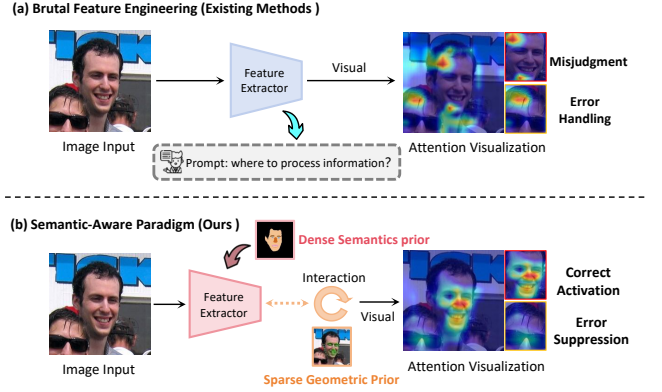 (a) Brutal Feature Engineering (Existing Methods )
Feature
Extractor
Visual
Misjudgment
Error
Handling
Image Input
Attention Visualization
Prompt: where to process information?
(b) Semantic-Aware Paradigm (Ours )
Dense Semantics prior
Feature
Extractor
Interaction
Visual
Correct
Activation
Error
Suppression
Image Input
Attention Visualization
Sparse Geometric Prior